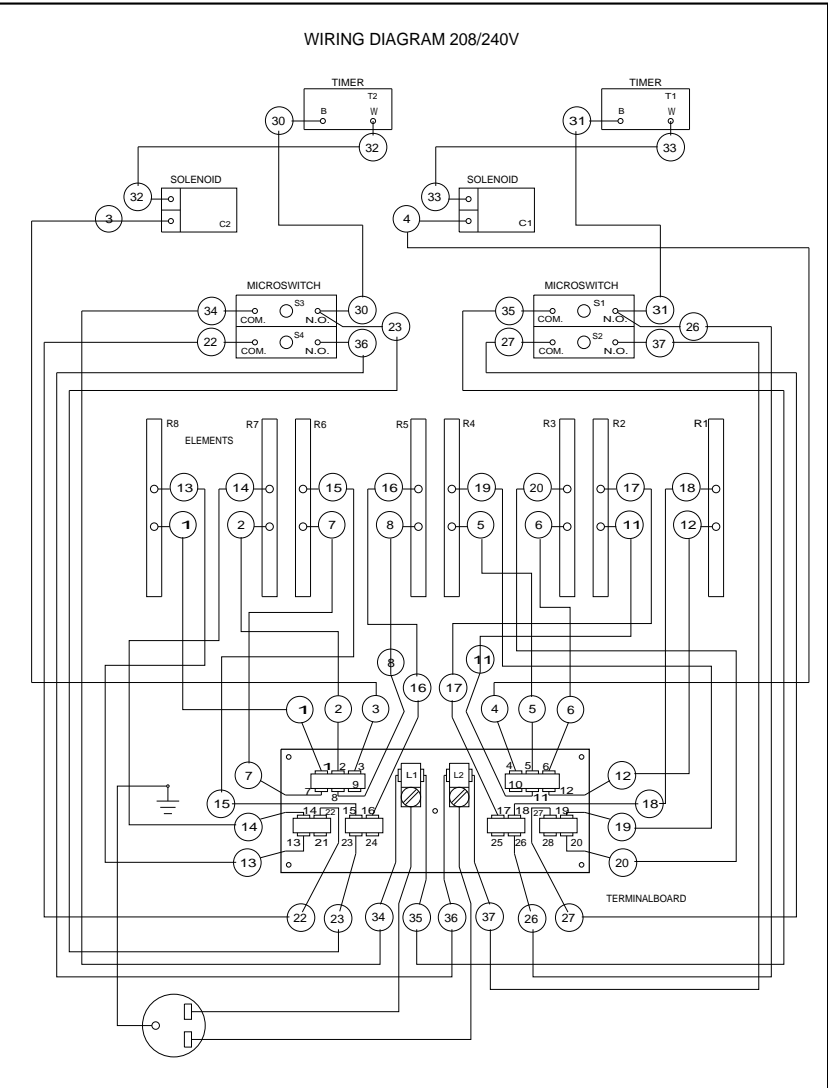 WIRING DIAGRAM 208/240V
TIMER TIMER
T2 T1
30 B W 31 B W
32 33
SOLENOID SOLENOID
32 33
3 C2 4 C1
MICROSWITCH MICROSWITCH
34 COM. S3 N.O. 30 35 COM. S1 N.O. 31
23 26
22 COM. S4 N.O. 36 27 COM. S2 N.O. 37
R8 R7 R6 R5 R4 R3 R2 R1
ELEMENTS
13 14 15 16 19 20 17 18
1 2 7 8 5 6 11 12
8 11
16 17
1 2 3 4 5 6
1 2 3 L1 L2 4 5 6
7 7 8 9 10 11 12 12
15 18
14 14 22 15 16 17 18 27 19 19
13 13 21 23 24 25 26 28 20 20
TERMINALBOARD
22 23 34 35 36 37 26 27